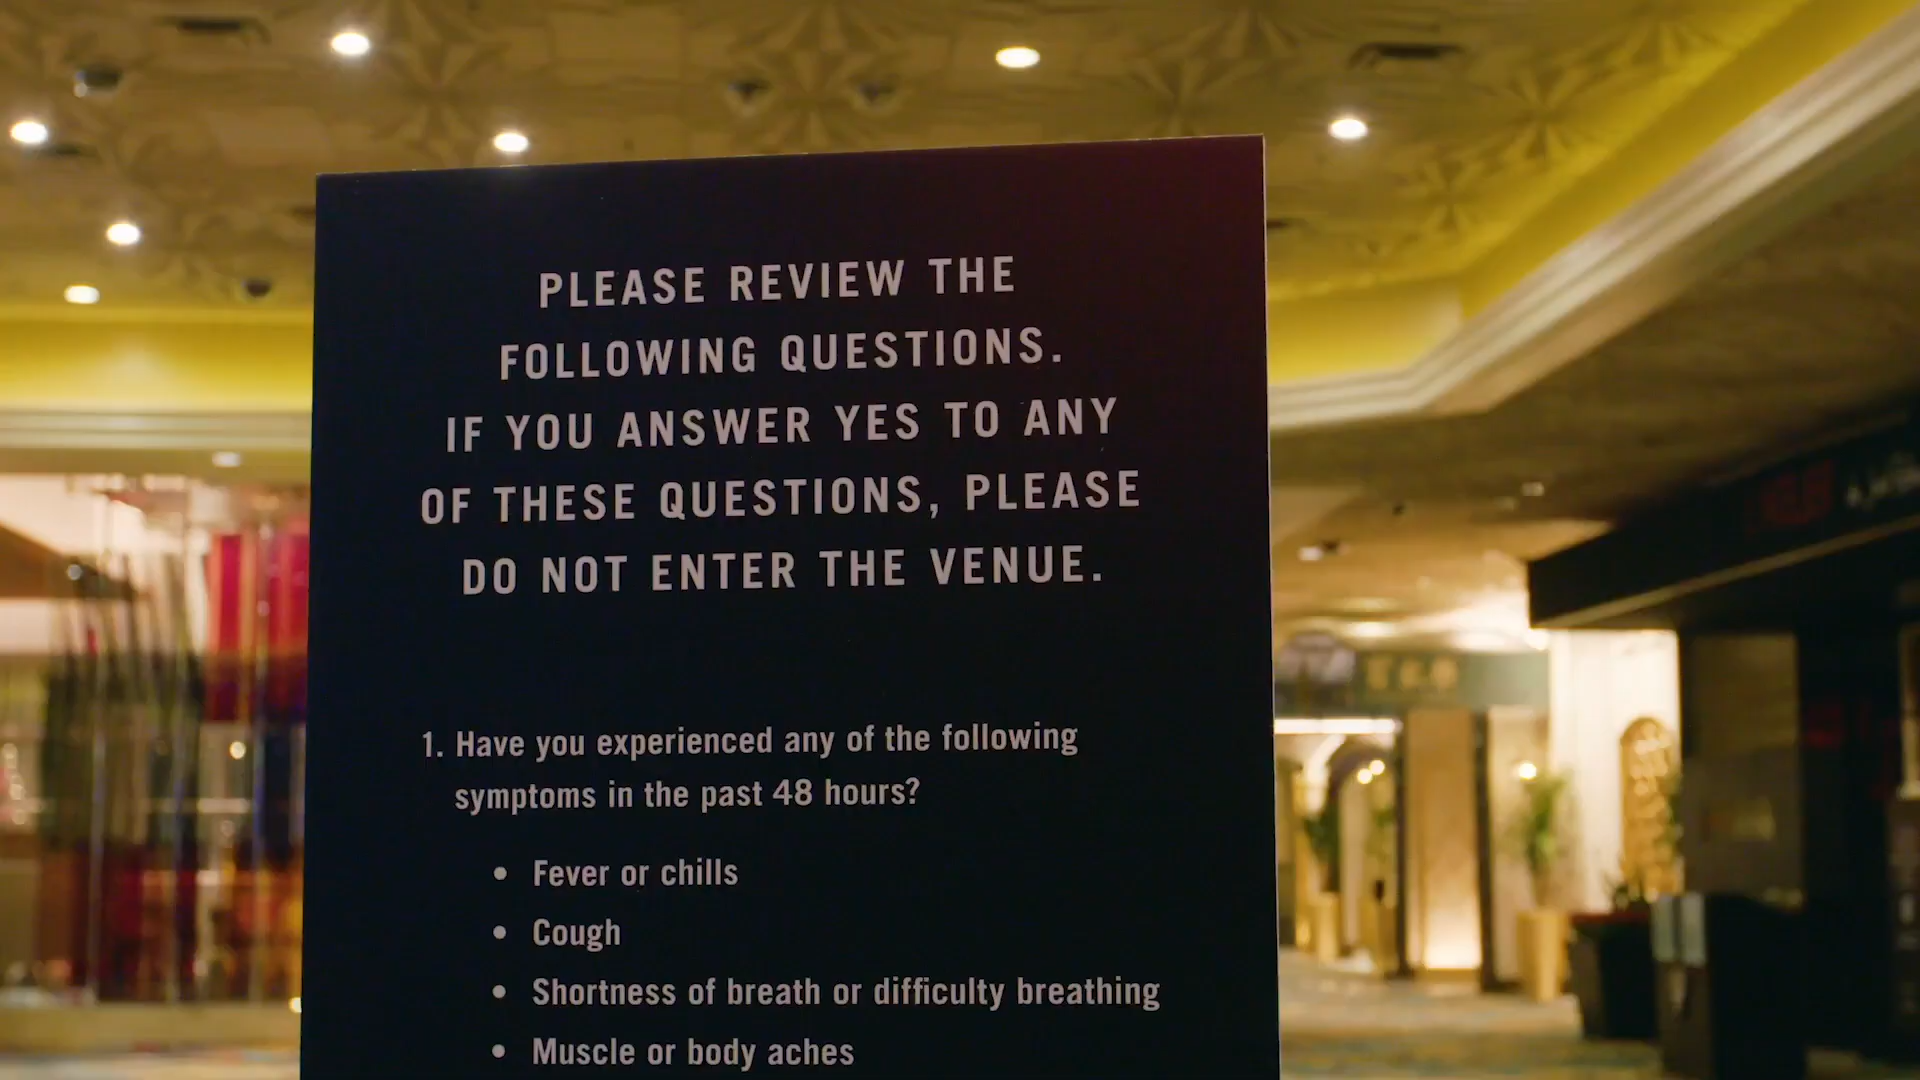 PLEASE REVIEW THE
FOLLOWING QUESTIONS.
IF YOU ANSWER YES TO ANY
OF THESE QUESTIONS, PLEASE
DO NOT ENTER THE VENUE.
1. Have you experienced any of the following
symptoms in the past 48 hours?
• Fever or chills
• Cough
• Shortness of breath or difficulty breathing
• Muscle or body aches